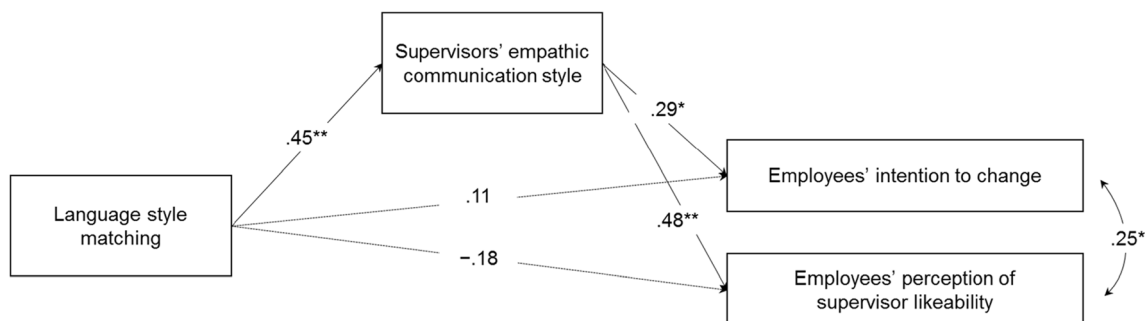 Supervisors' empathic
communication style
.29*
.45**
Employees' intention to change
Language style
matching
.11
.48**
.25*
−.18
Employees' perception of
supervisor likeability